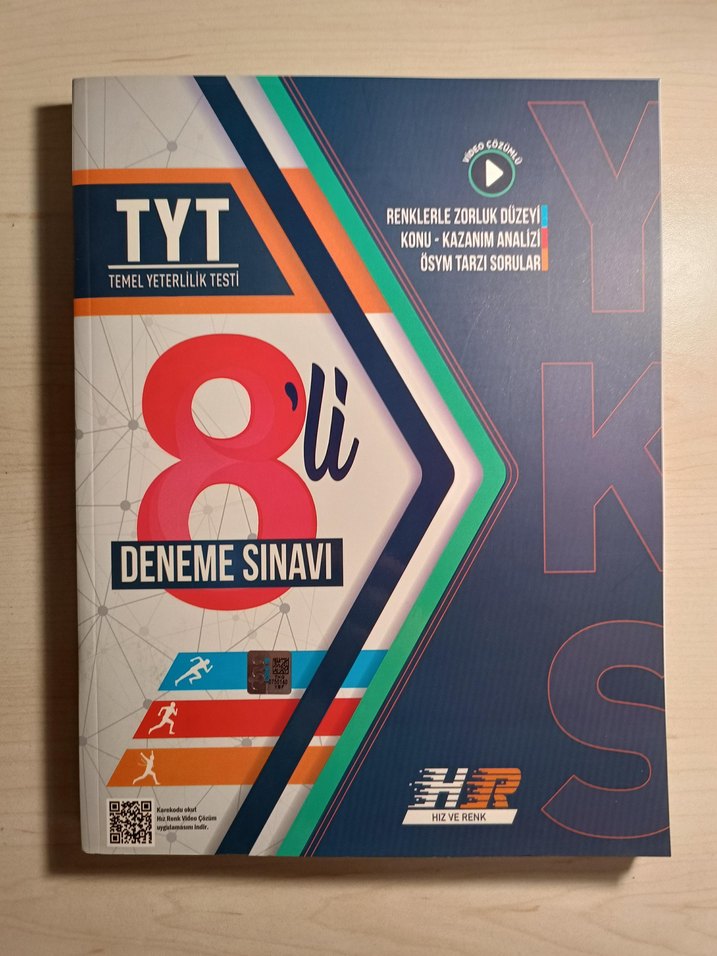 VİDEO ÇÖZÜMLÜ
TYT
TEMEL YETERLİLİK TESTİ
RENKLERLE ZORLUK DÜZEYİ
KONU - KAZANIM ANALİZİ
ÖSYM TARZI SORULAR
YKS
8'li
DENEME SINAVI
HR
HIZ VE RENK
Karekodu okut
Hız Renk Video Çözüm
uygulamasını indir.